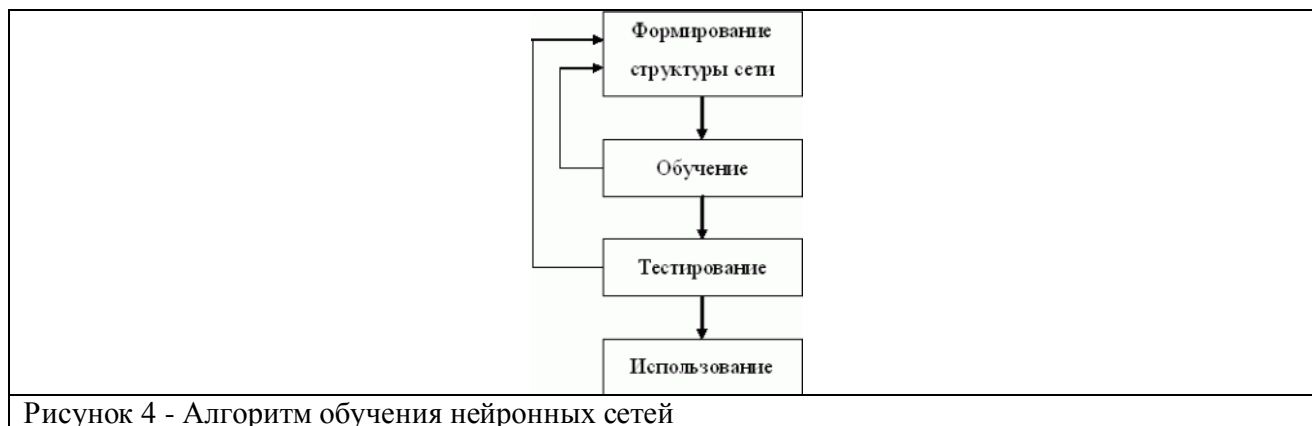 Формирование
структуры сети
Обучение
Тестирование
Использование
Рисунок 4 - Алгоритм обучения нейронных сетей